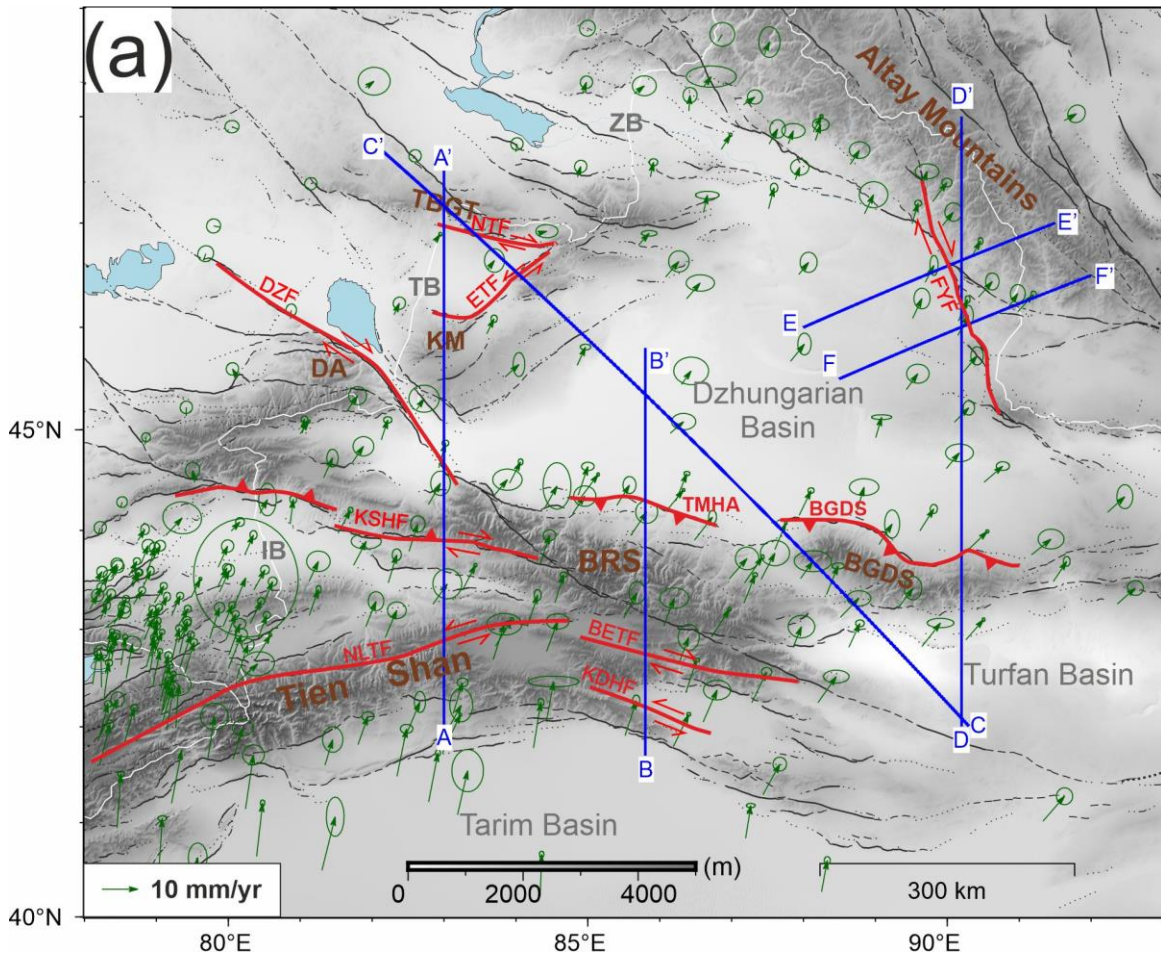 (a)
Altay Mountains
D'
ZB
C'
A'
TBGT
NTF
E'
TB
ETF
F'
FYF
DZF
E
KM
DA
B'
F
Dzhungarian
Basin
45°N
TMHA
BGDS
KSHF
IB
BRS
BGDS
BETF
NLTF
Tien Shan
KDHF
Turfan Basin
A
C
D
B
Tarim Basin
10 mm/yr
(m)
0 2000 4000
300 km
40°N
80°E 85°E 90°E